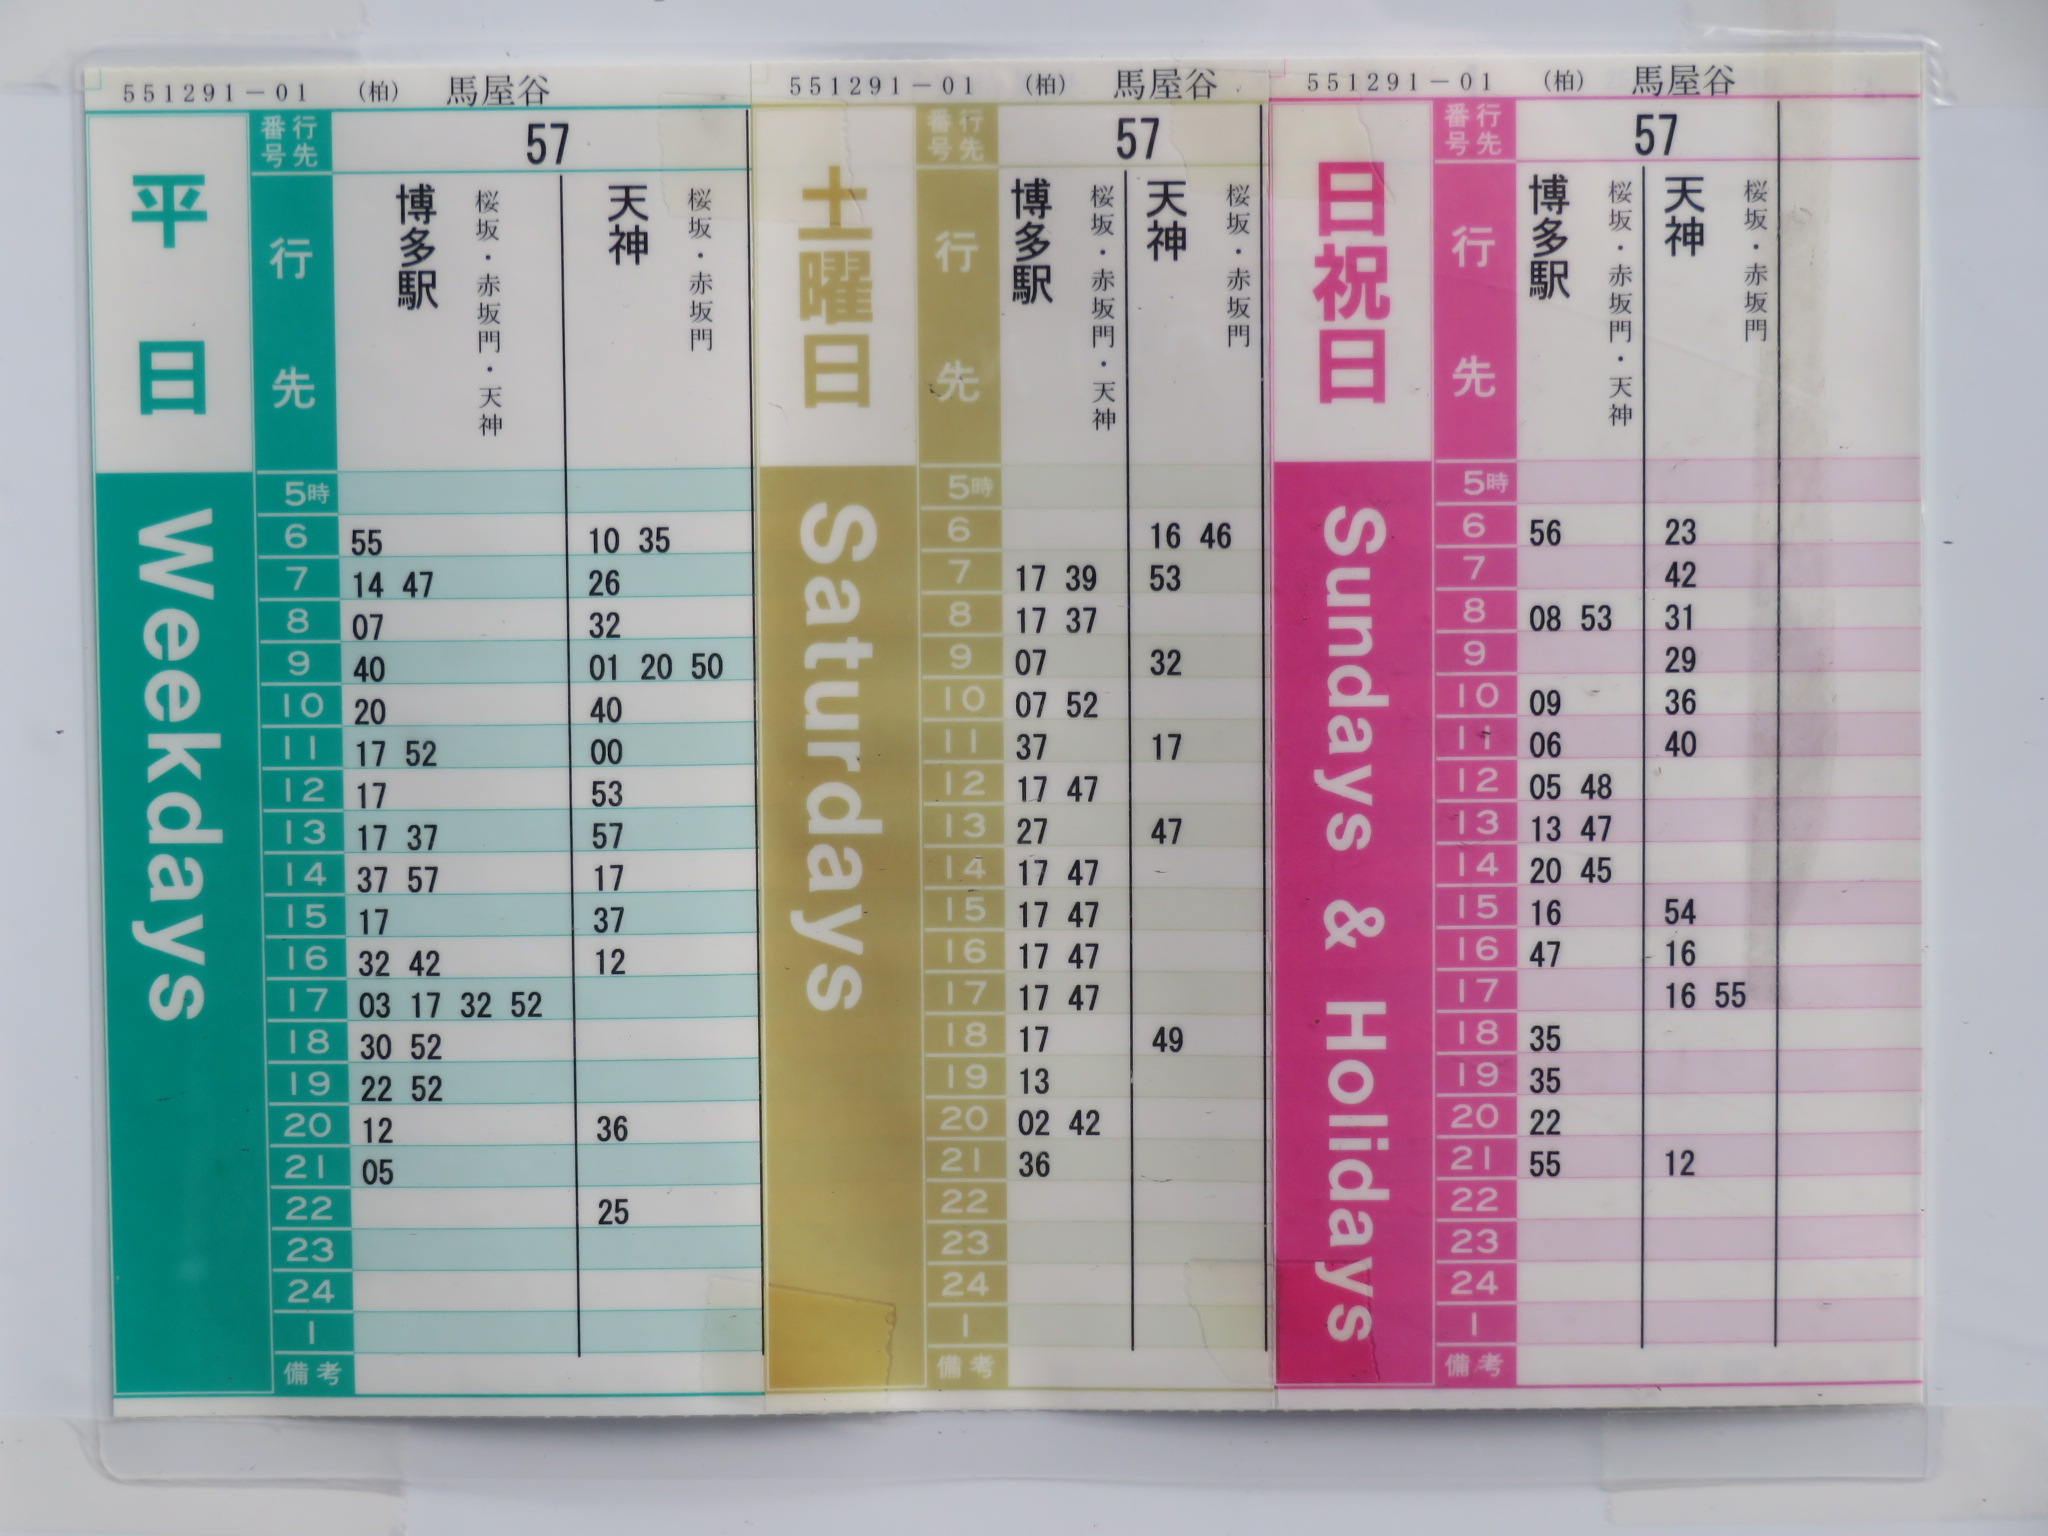 551291-01 (柏) 馬屋谷
平日
Weekdays
行先番号 57
行先 博多駅 桜坂・赤坂門・天神 天神 桜坂・赤坂門
5時
6 55 10 35
7 14 47 26
8 07 32
9 40 01 20 50
10 20 40
11 17 52 00
12 17 53
13 17 37 57
14 37 57 17
15 17 37
16 32 42 12
17 03 17 32 52
18 30 52
19 22 52
20 12 36
21 05
22 25
23
24
1
備考
551291-01 (柏) 馬屋谷
土曜日
Saturdays
行先番号 57
行先 博多駅 桜坂・赤坂門・天神 天神 桜坂・赤坂門
5時
6 16 46
7 17 39 53
8 17 37
9 07 32
10 07 52
11 37 17
12 17 47
13 27 47
14 17 47
15 17 47
16 17 47
17 17 47
18 17 49
19 13
20 02 42
21 36
22
23
24
1
備考
551291-01 (柏) 馬屋谷
日祝日
Sundays & Holidays
行先番号 57
行先 博多駅 桜坂・赤坂門・天神 天神 桜坂・赤坂門
5時
6 56 23
7 42
8 08 53 31
9 29
10 09 36
11 06 40
12 05 48
13 13 47
14 20 45
15 16 54
16 47 16
17 16 55
18 35
19 35
20 22
21 55 12
22
23
24
1
備考